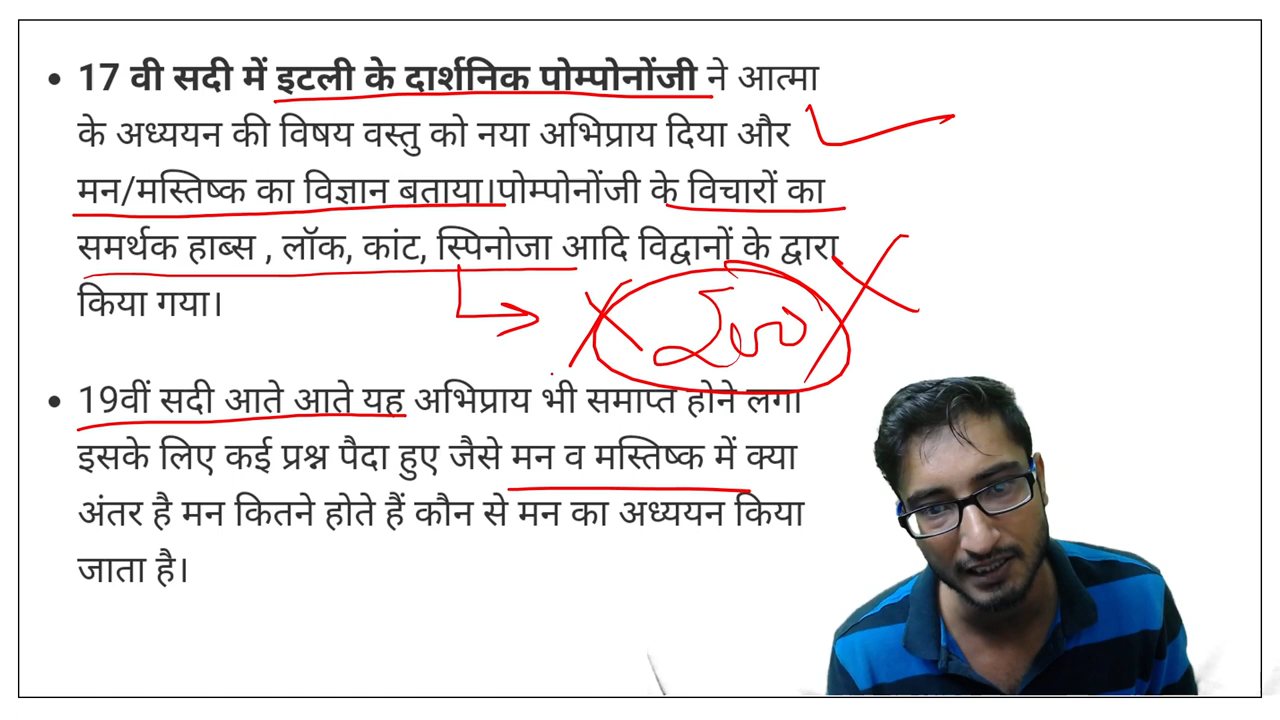 • 17 वी सदी में इटली के दार्शनिक पोम्पोनोंजी ने आत्मा
के अध्ययन की विषय वस्तु को नया अभिप्राय दिया और
मन/मस्तिष्क का विज्ञान बताया।पोम्पोनोंजी के विचारों का
समर्थक हाब्स , लॉक, कांट, स्पिनोजा आदि विद्वानों के द्वारा
किया गया।
• 19वीं सदी आते आते यह अभिप्राय भी समाप्त होने लगा
इसके लिए कई प्रश्न पैदा हुए जैसे मन व मस्तिष्क में क्या
अंतर है मन कितने होते हैं कौन से मन का अध्ययन किया
जाता है।